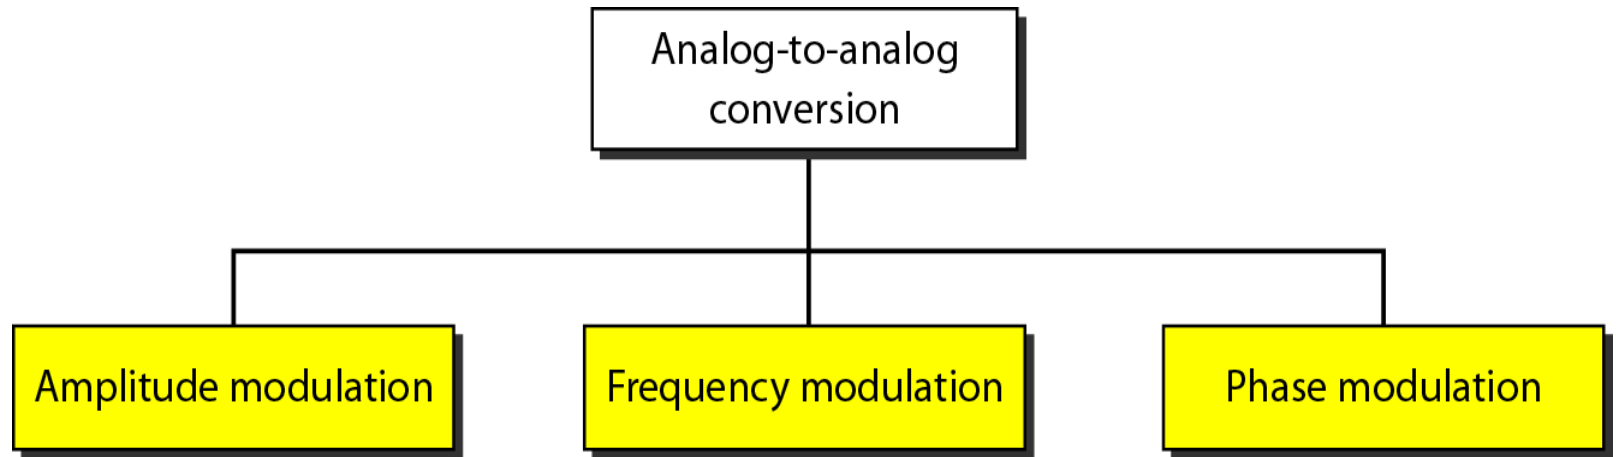 Analog-to-analog
conversion
Amplitude modulation
Frequency modulation
Phase modulation